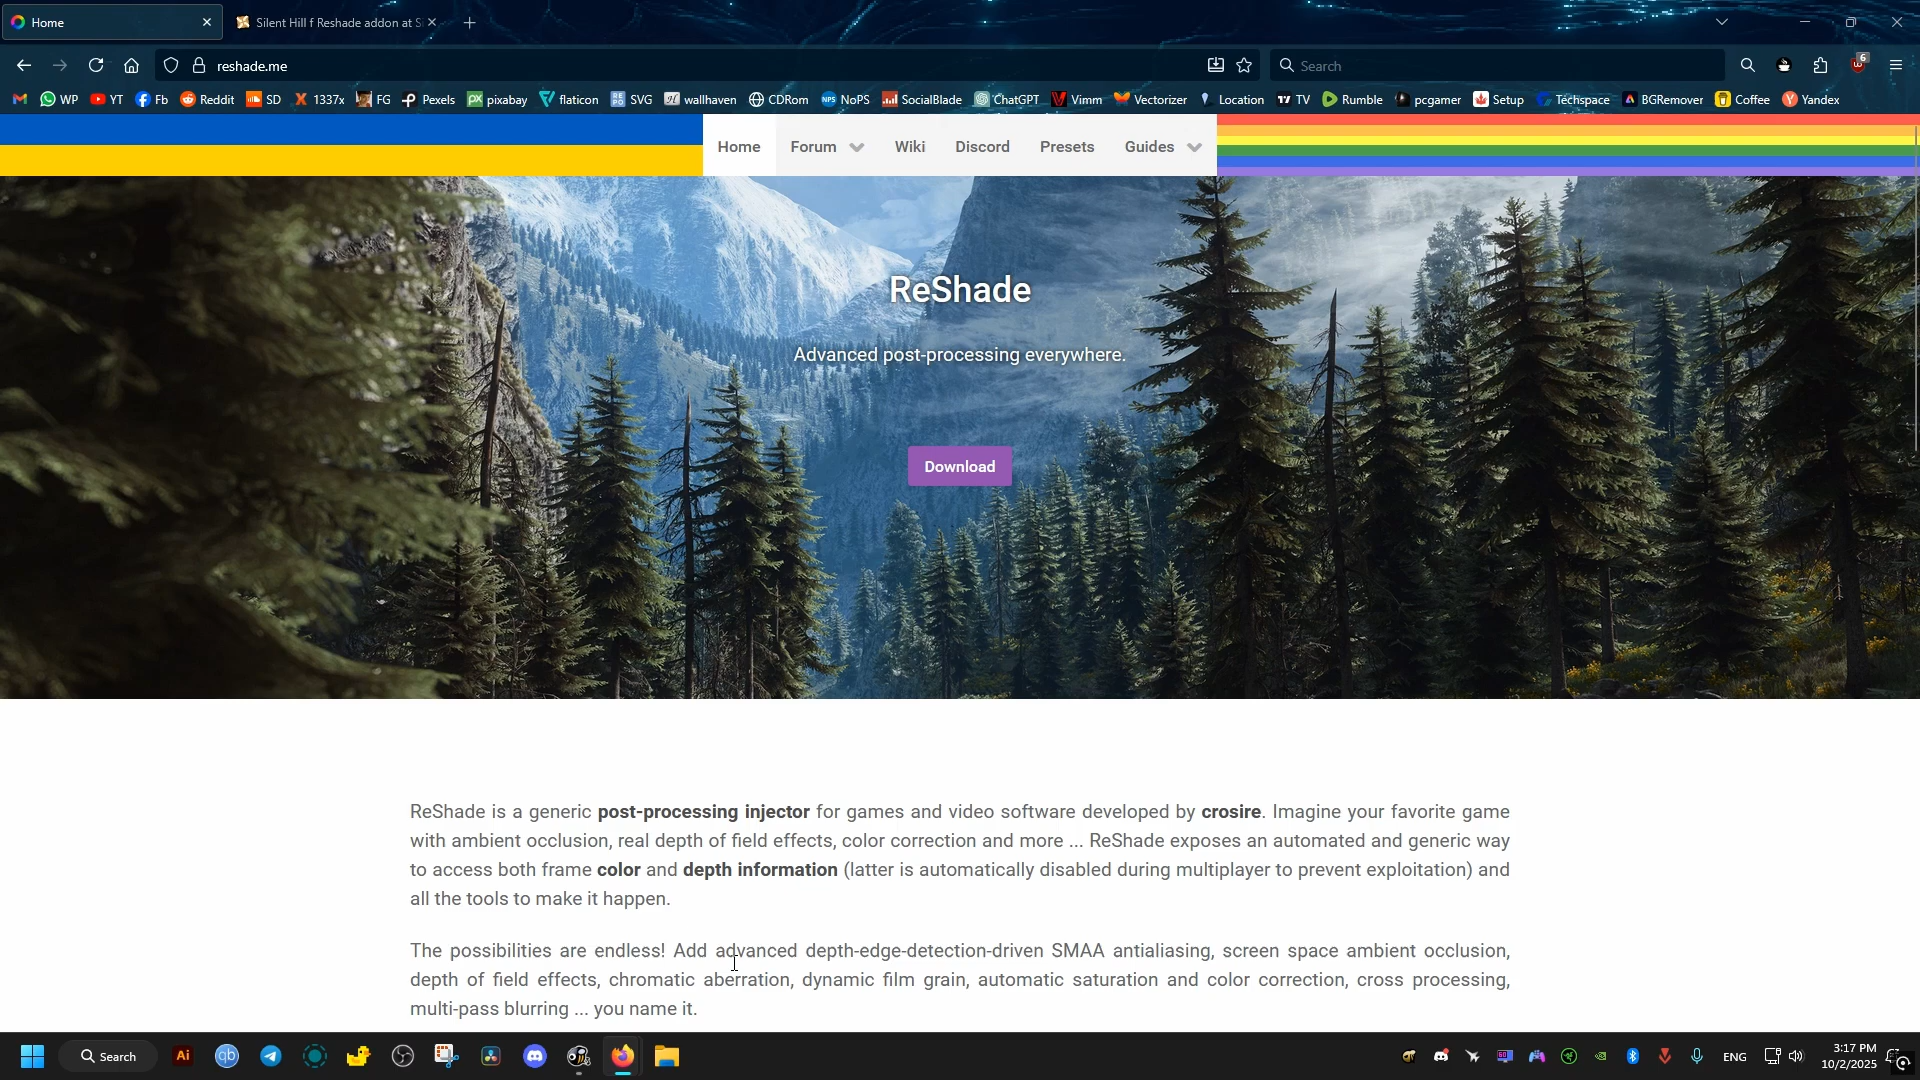 Home
Silent Hill f Reshade addon at S
reshade.me
Search
6
WP
YT
Fb
Reddit
SD
1337x
FG
Pexels
pixabay
flaticon
SVG
wallhaven
CDRom
NoPS
SocialBlade
ChatGPT
Vimm
Vectorizer
Location
TV
Rumble
pcgamer
Setup
Techspace
BGRemover
Coffee
Yandex
Home
Forum
Wiki
Discord
Presets
Guides
ReShade
Advanced post-processing everywhere.
Download
ReShade is a generic post-processing injector for games and video software developed by crosire. Imagine your favorite game
with ambient occlusion, real depth of field effects, color correction and more ... ReShade exposes an automated and generic way
to access both frame color and depth information (latter is automatically disabled during multiplayer to prevent exploitation) and
all the tools to make it happen.
The possibilities are endless! Add advanced depth-edge-detection-driven SMAA antialiasing, screen space ambient occlusion,
depth of field effects, chromatic aberration, dynamic film grain, automatic saturation and color correction, cross processing,
multi-pass blurring ... you name it.
Search
Ai
qb
ENG
3:17 PM
10/2/2025